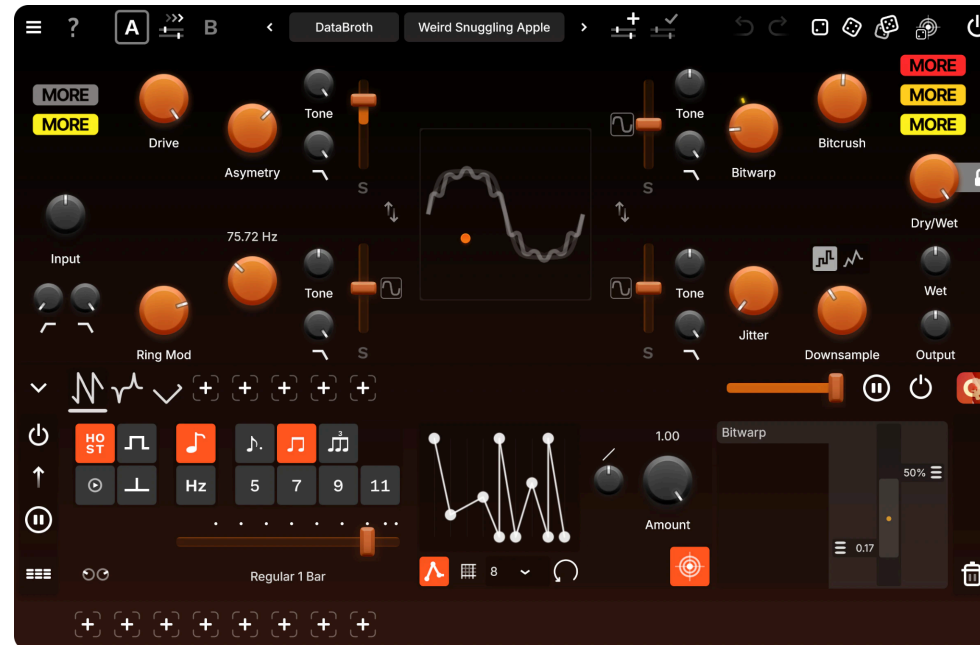 ? A B DataBroth Weird Snuggling Apple
MORE
MORE
Drive
Asymetry
Tone
S
Tone
S
Bitwarp
Bitcrush
MORE
MORE
MORE
Dry/Wet
Input
75.72 Hz
Ring Mod
Tone
S
Tone
S
Jitter
Downsample
Wet
Output
HO
ST
Hz
3
5 7 9 11
Regular 1 Bar
8
1.00
Amount
Bitwarp
50%
0.17